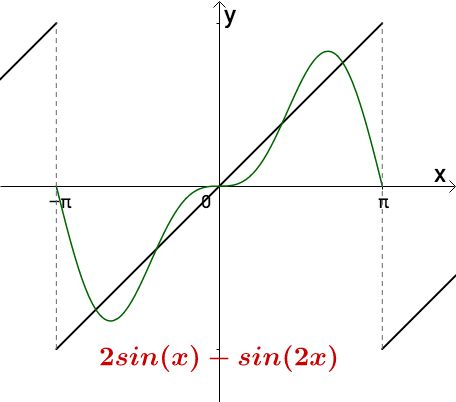 y
x
−π
0
π
2sin(x) − sin(2x)